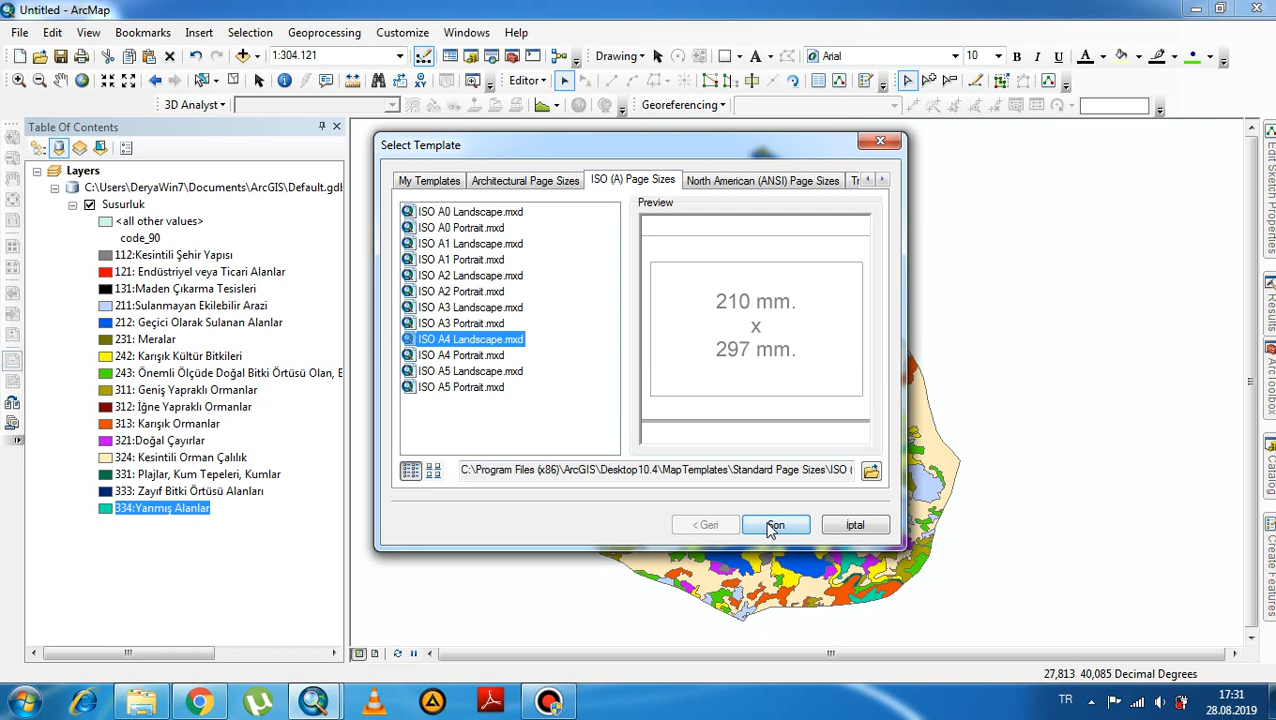 Untitled - ArcMap
File Edit View Bookmarks Insert Selection Geoprocessing Customize Windows Help
1:304.121 Drawing Arial 10 B I U A
Editor
3D Analyst Georeferencing
Table Of Contents
Layers
C:\Users\DeryaWin7\Documents\ArcGIS\Default.gdb
Susurluk
<all other values>
code_90
112:Kesintili Şehir Yapısı
121: Endüstriyel veya Ticari Alanlar
131:Maden Çıkarma Tesisleri
211:Sulanmayan Ekilebilir Arazi
212: Geçici Olarak Sulanan Alanlar
231: Meralar
242: Karışık Kültür Bitkileri
243: Önemli Ölçüde Doğal Bitki Örtüsü Olan,
311: Geniş Yapraklı Ormanlar
312: İğne Yapraklı Ormanlar
313: Karışık Ormanlar
321:Doğal Çayırlar
324: Kesintili Orman Çalılık
331: Plajlar, Kum Tepeleri, Kumlar
333: Zayıf Bitki Örtüsü Alanları
334:Yanmış Alanlar
Select Template
My Templates Architectural Page Sizes ISO (A) Page Sizes North American (ANSI) Page Sizes Tr
ISO A0 Landscape.mxd
ISO A0 Portrait.mxd
ISO A1 Landscape.mxd
ISO A1 Portrait.mxd
ISO A2 Landscape.mxd
ISO A2 Portrait.mxd
ISO A3 Landscape.mxd
ISO A3 Portrait.mxd
ISO A4 Landscape.mxd
ISO A4 Portrait.mxd
ISO A5 Landscape.mxd
ISO A5 Portrait.mxd
Preview
210 mm.
x
297 mm.
C:\Program Files (x86)\ArcGIS\Desktop10.4\MapTemplates\Standard Page Sizes\ISO (
< Geri Son İptal
Edit Sketch Properties
Results
ArcToolbox
Catalog
Create Features
27,813 40,085 Decimal Degrees
TR
17:31
28.08.2019